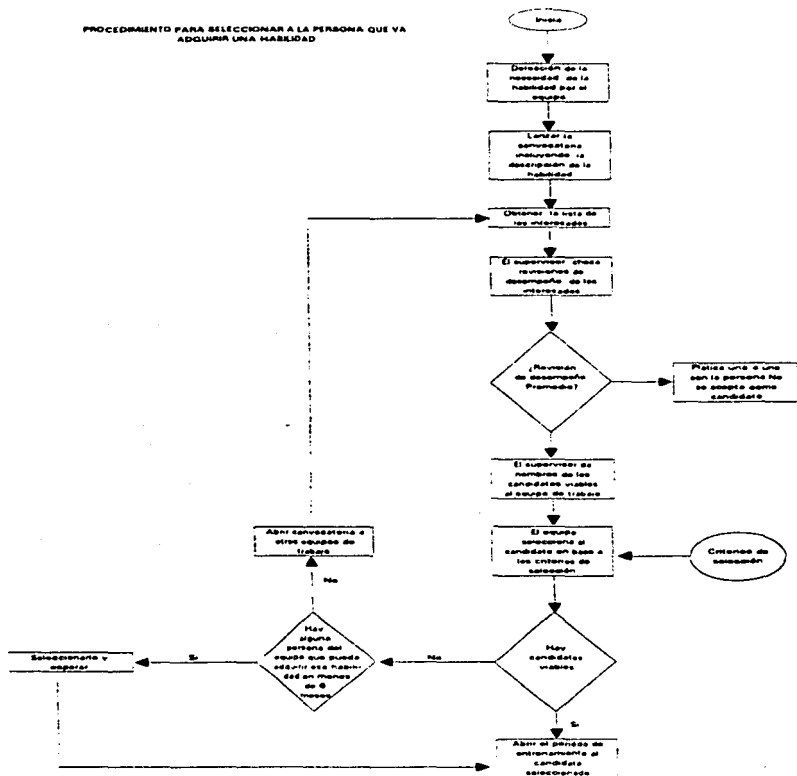 PROCEDIMIENTO PARA SELECCIONAR A LA PERSONA QUE VA
ADQUIRIR UNA HABILIDAD
Inicio
Detección de la
necesidad de la
habilidad por el
equipo
Lanzar la
convocatoria
incluyendo la
descripción de la
habilidad
Obtener la lista de
los interesados
El supervisor checa
revisiones de
desempeño de los
interesados
¿Revisión
de desempeño
Promedio?
Platica uno a uno
con la persona No
se acepta como
candidato
El supervisor da
nombres de los
candidatos viables
al equipo de trabajo
Abrir convocatoria a
otros equipos de
trabajo
El equipo
selecciona al
candidato en base a
los criterios de
selección
Criterios de
selección
No
Hay
alguna
persona del
equipo que pueda
adquirir esa habili
dad en menos
de 6
meses
Hay
candidatos
viables
No
Si
Seleccionarlo y
esperar
Si
Abrir el periodo de
entrenamiento al
candidato
seleccionado